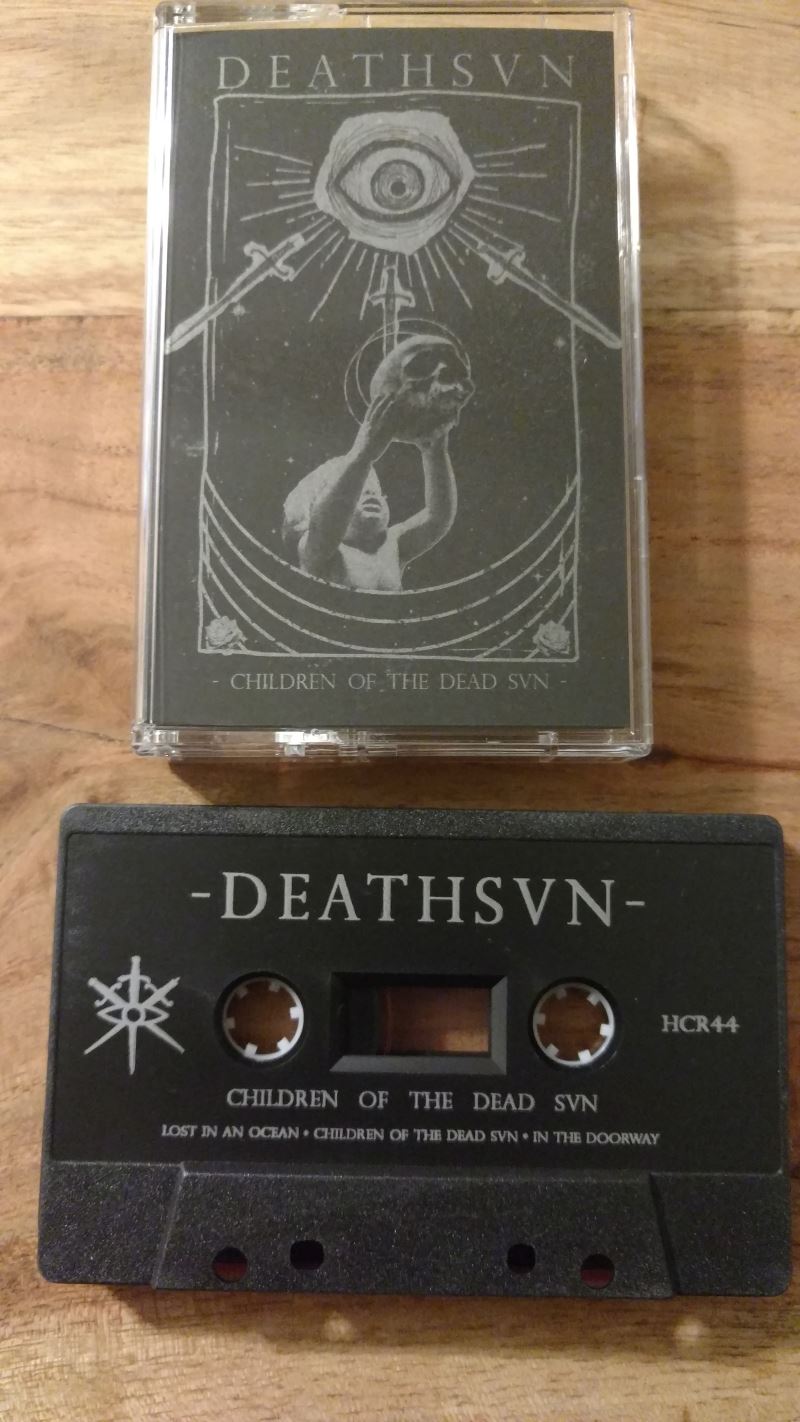 DEATHSVN
- CHILDREN OF THE DEAD SVN -
-DEATHSVN-
HCR44
CHILDREN OF THE DEAD SVN
LOST IN AN OCEAN • CHILDREN OF THE DEAD SVN • IN THE DOORWAY